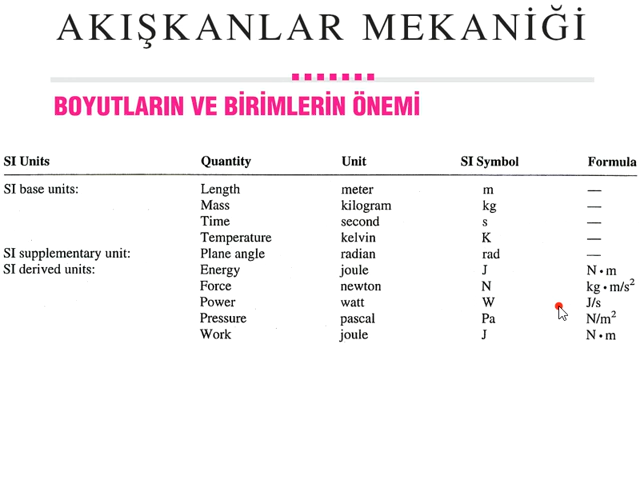 AKIŞKANLAR MEKANİĞİ
BOYUTLARIN VE BİRİMLERİN ÖNEMİ
SI Units Quantity Unit SI Symbol Formula
SI base units: Length meter m —
Mass kilogram kg —
Time second s —
Temperature kelvin K —
SI supplementary unit: Plane angle radian rad —
SI derived units: Energy joule J N • m
Force newton N kg • m/s²
Power watt W J/s
Pressure pascal Pa N/m²
Work joule J N • m